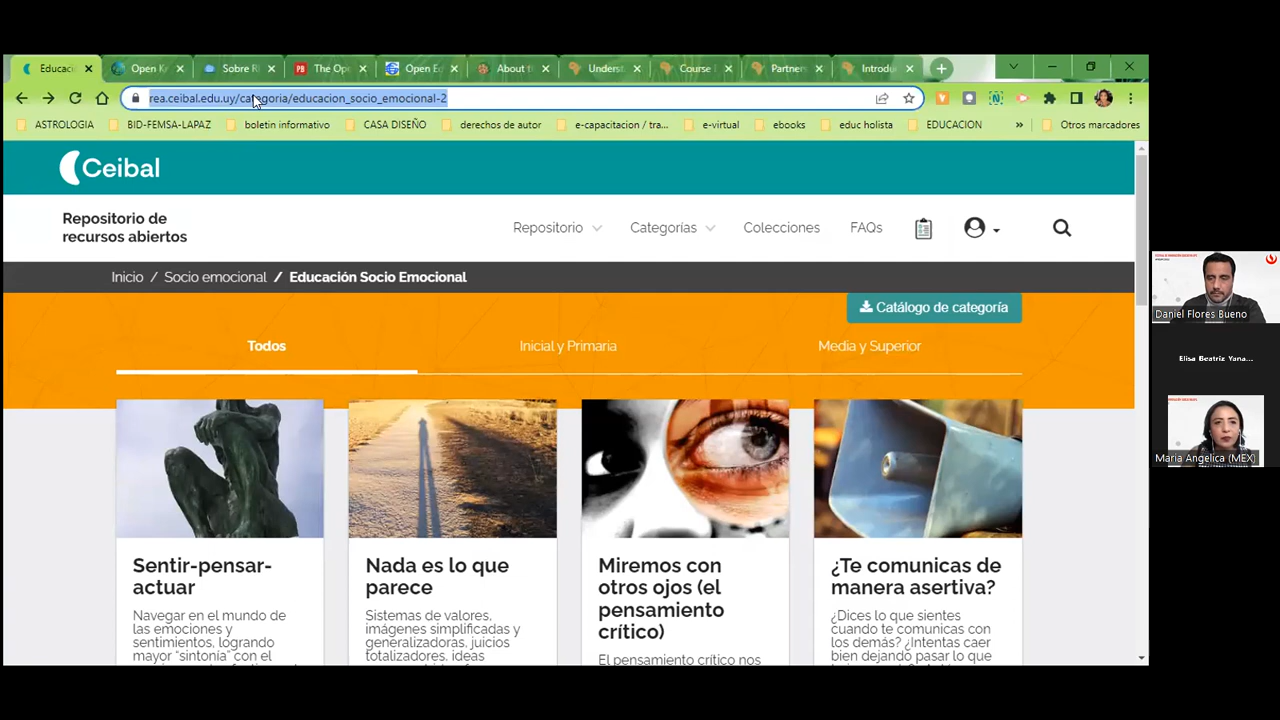 Educaci
Open K
Sobre R
PB
The Op
Open E
About t
Underst
Course
Partner
Introdu
rea.ceibal.edu.uy/categoria/educacion_socio_emocional-2
ASTROLOGIA
BID-FEMSA-LAPAZ
boletin informativo
CASA DISEÑO
derechos de autor
e-capacitacion / tra...
e-virtual
ebooks
educ holista
EDUCACION
»
Otros marcadores
Ceibal
Repositorio de
recursos abiertos
Repositorio
Categorías
Colecciones
FAQs
Inicio / Socio emocional / Educación Socio Emocional
Catálogo de categoría
Todos
Inicial y Primaria
Media y Superior
Sentir-pensar-
actuar
Navegar en el mundo de
las emociones y
sentimientos, logrando
mayor “sintonía” con el
Nada es lo que
parece
Sistemas de valores,
imágenes simplificadas y
generalizadoras, juicios
totalizadores, ideas
Miremos con
otros ojos (el
pensamiento
crítico)
El pensamiento crítico nos
¿Te comunicas de
manera asertiva?
¿Dices lo que sientes
cuando te comunicas con
los demás? ¿Intentas caer
bien dejando pasar lo que
Daniel Flores Bueno
Elisa Beatriz Yana...
Maria Angelica (MEX)